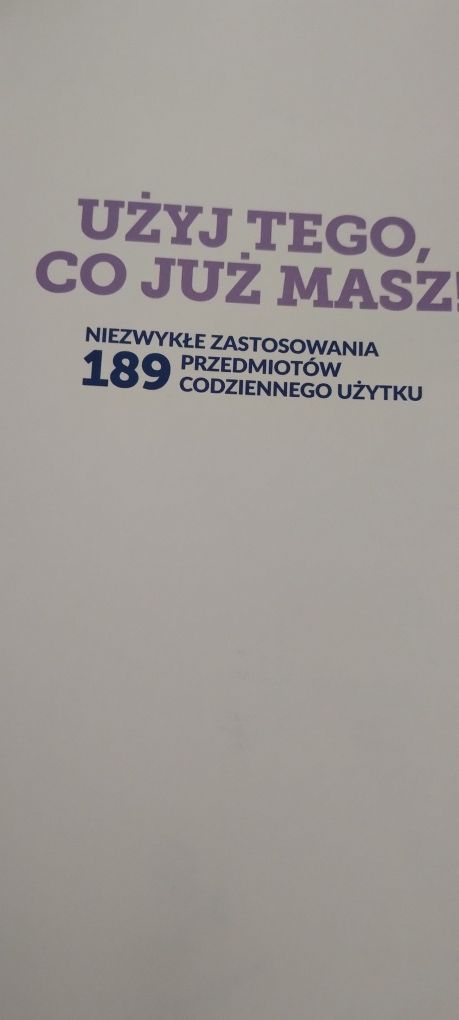 UŻYJ TEGO,
CO JUŻ MASZ!
NIEZWYKŁE ZASTOSOWANIA
189 PRZEDMIOTÓW
CODZIENNEGO UŻYTKU